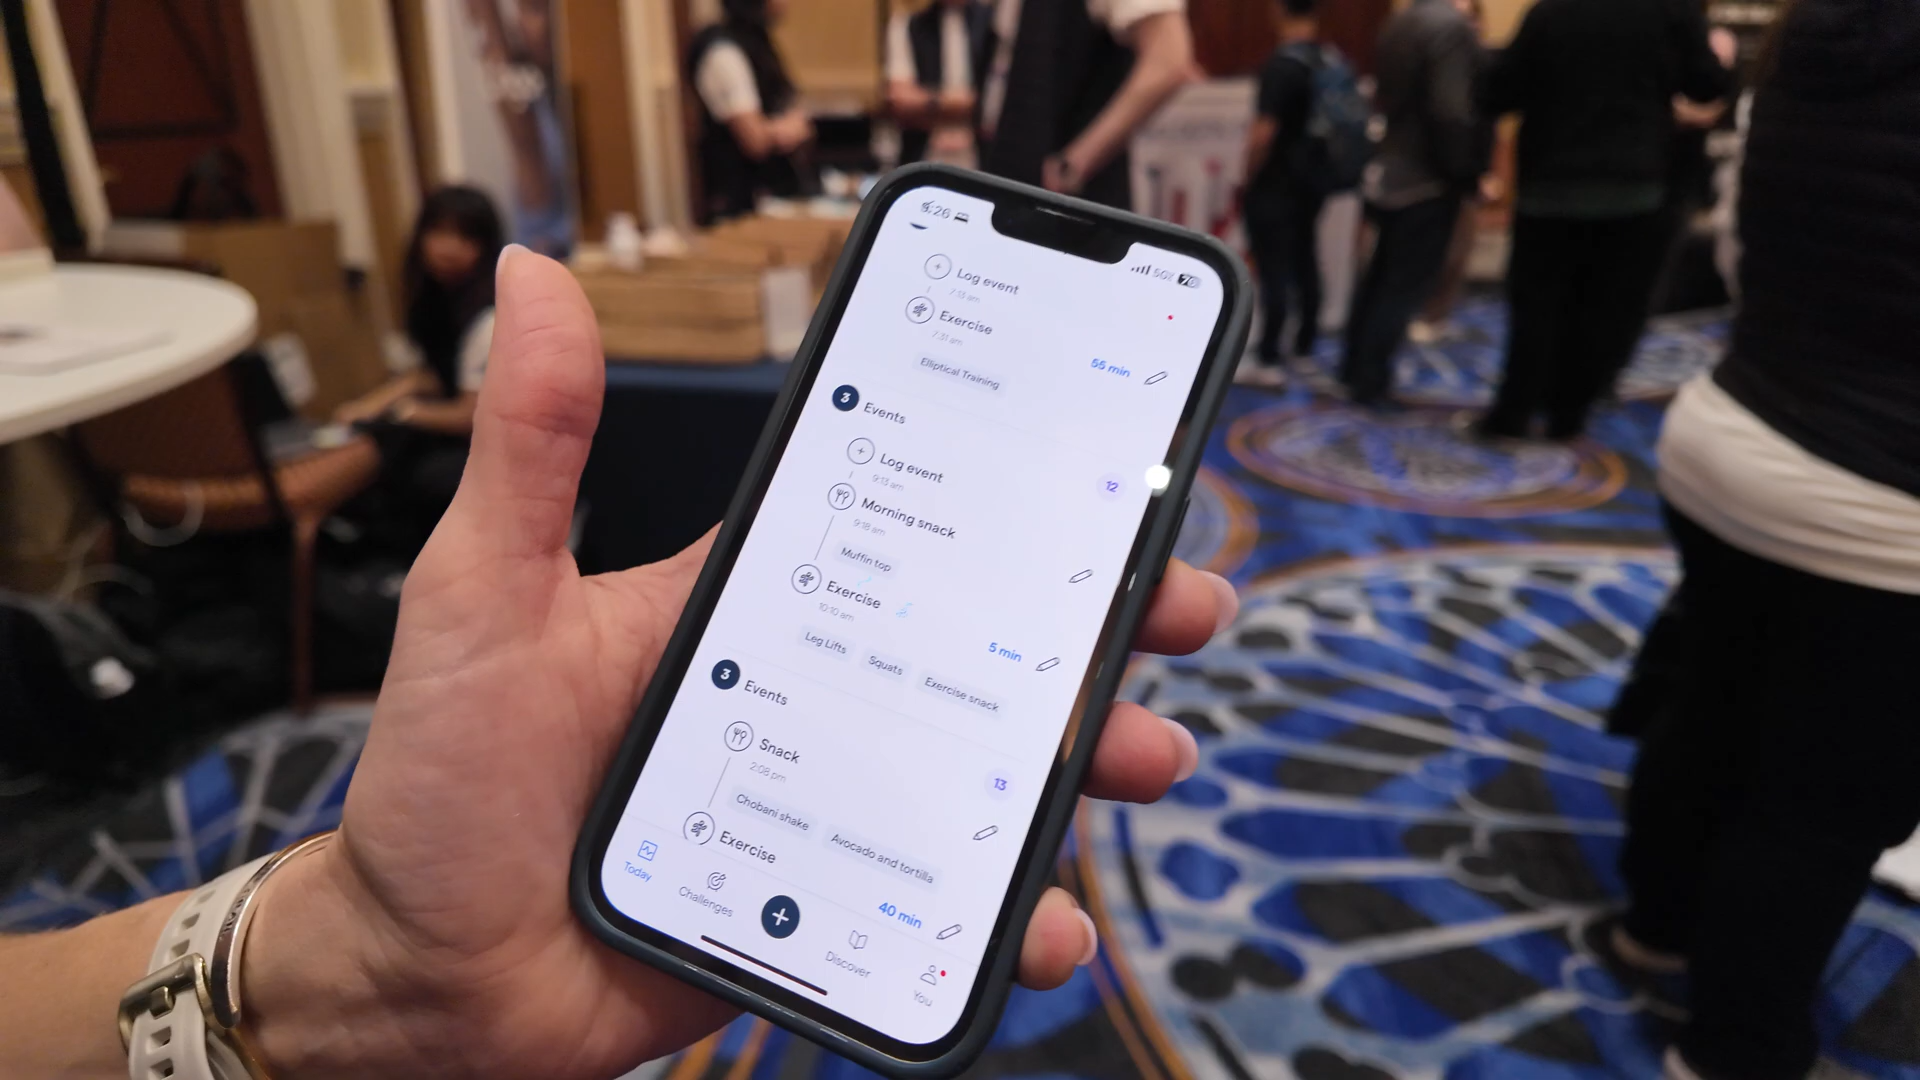 Log event
7:13 am
Exercise
7:31 am
55 min
Elliptical Training
3 Events
Log event
9:13 am
12
Morning snack
9:18 am
Muffin top
Exercise
10:10 am
5 min
Leg Lifts Squats Exercise snack
3 Events
Snack
2:08 pm
13
Chobani shake Avocado and tortilla
Exercise
40 min
Today Challenges + Discover You